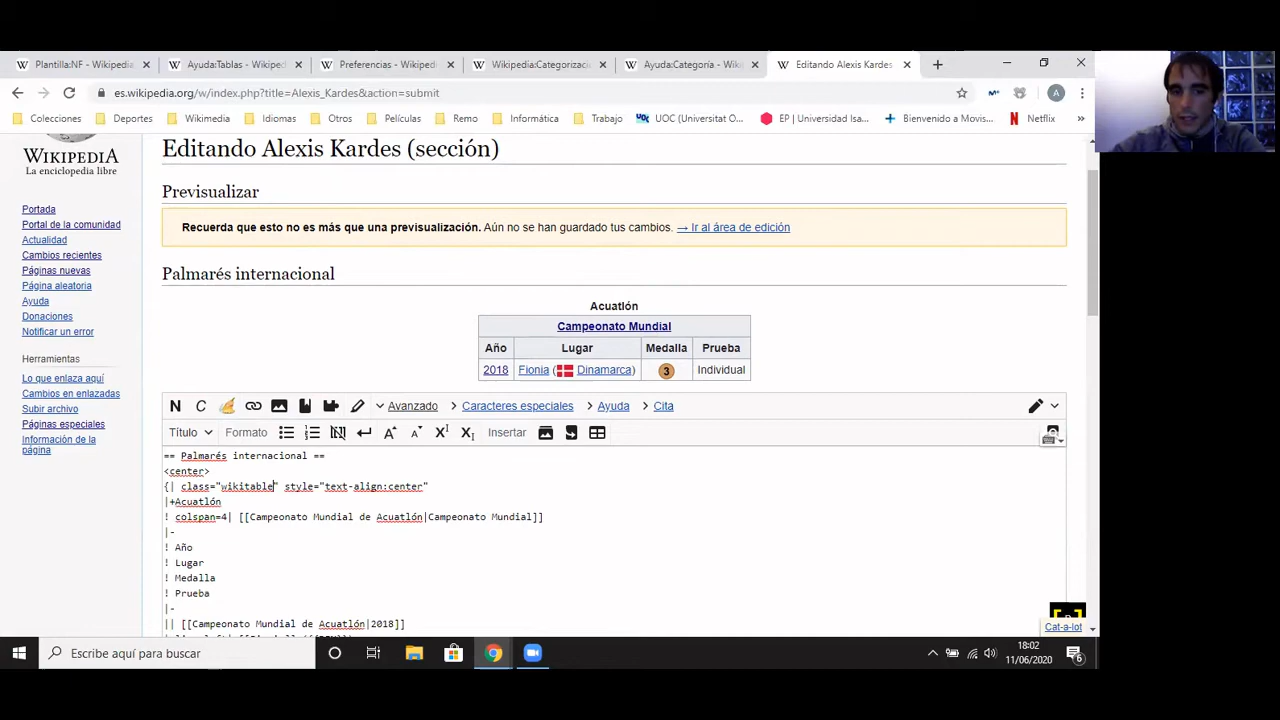 Plantilla:NF - Wikipedia
Ayuda:Tablas - Wikiped
Preferencias - Wikipedi
Wikipedia:Categorizaci
Ayuda:Categoría - Wiki
Editando Alexis Kardes
es.wikipedia.org/w/index.php?title=Alexis_Kardes&action=submit
A
Colecciones
Deportes
Wikimedia
Idiomas
Otros
Películas
Remo
Informática
Trabajo
UOC (Universitat O...
EP | Universidad Isa...
Bienvenido a Movis...
Netflix
»
WIKIPEDIA
La enciclopedia libre
Portada
Portal de la comunidad
Actualidad
Cambios recientes
Páginas nuevas
Página aleatoria
Ayuda
Donaciones
Notificar un error
Herramientas
Lo que enlaza aquí
Cambios en enlazadas
Subir archivo
Páginas especiales
Información de la
página
Editando Alexis Kardes (sección)
Previsualizar
Recuerda que esto no es más que una previsualización. Aún no se han guardado tus cambios. → Ir al área de edición
Palmarés internacional
Acuatlón
Campeonato Mundial
Año Lugar Medalla Prueba
2018 Fionia ( Dinamarca) 3 Individual
N C Avanzado Caracteres especiales Ayuda Cita
Título Formato Insertar
== Palmarés internacional ==
<center>
{| class="wikitable" style="text-align:center"
|+Acuatlón
! colspan=4| [[Campeonato Mundial de Acuatlón|Campeonato Mundial]]
|-
! Año
! Lugar
! Medalla
! Prueba
|-
|| [[Campeonato Mundial de Acuatlón|2018]]
Cat-a-lot
Escribe aquí para buscar
18:02
11/06/2020
6